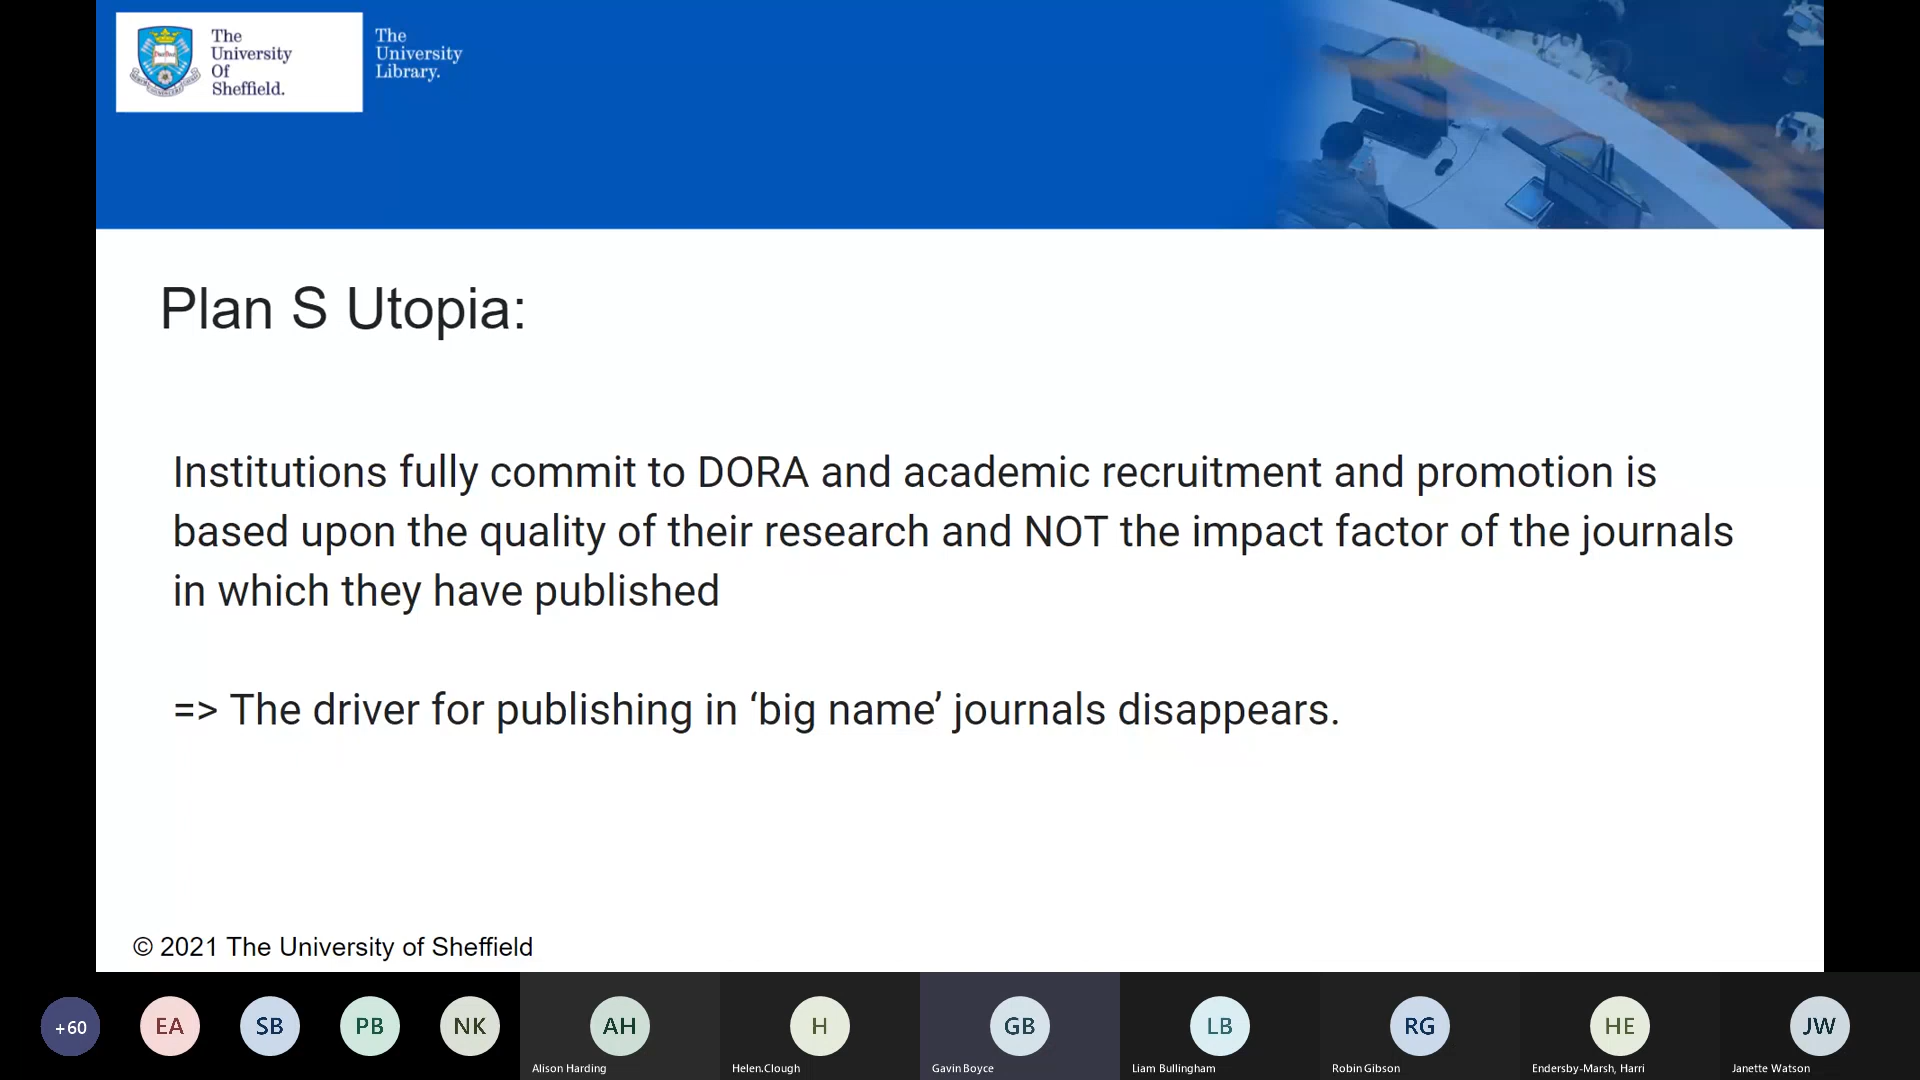 The
University
Of
Sheffield.
The
University
Library.
Plan S Utopia:
Institutions fully commit to DORA and academic recruitment and promotion is
based upon the quality of their research and NOT the impact factor of the journals
in which they have published
=> The driver for publishing in ‘big name’ journals disappears.
© 2021 The University of Sheffield
+60
EA
SB
PB
NK
AH
H
GB
LB
RG
HE
JW
Alison Harding
Helen.Clough
Gavin Boyce
Liam Bullingham
Robin Gibson
Endersby-Marsh, Harri
Janette Watson